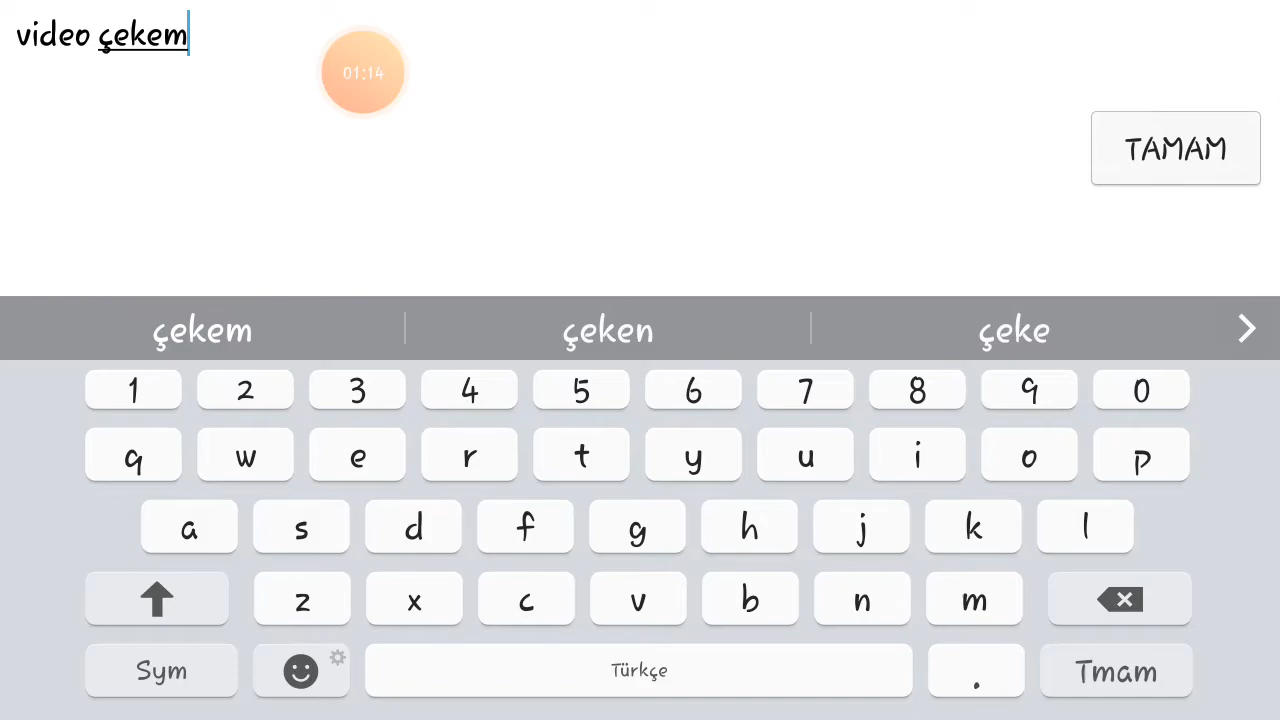 video çekem
01:14
TAMAM
çekem çeken çeke
1 2 3 4 5 6 7 8 9 0
q w e r t y u i o p
a s d f g h j k l
z x c v b n m
Sym Türkçe . Tmam